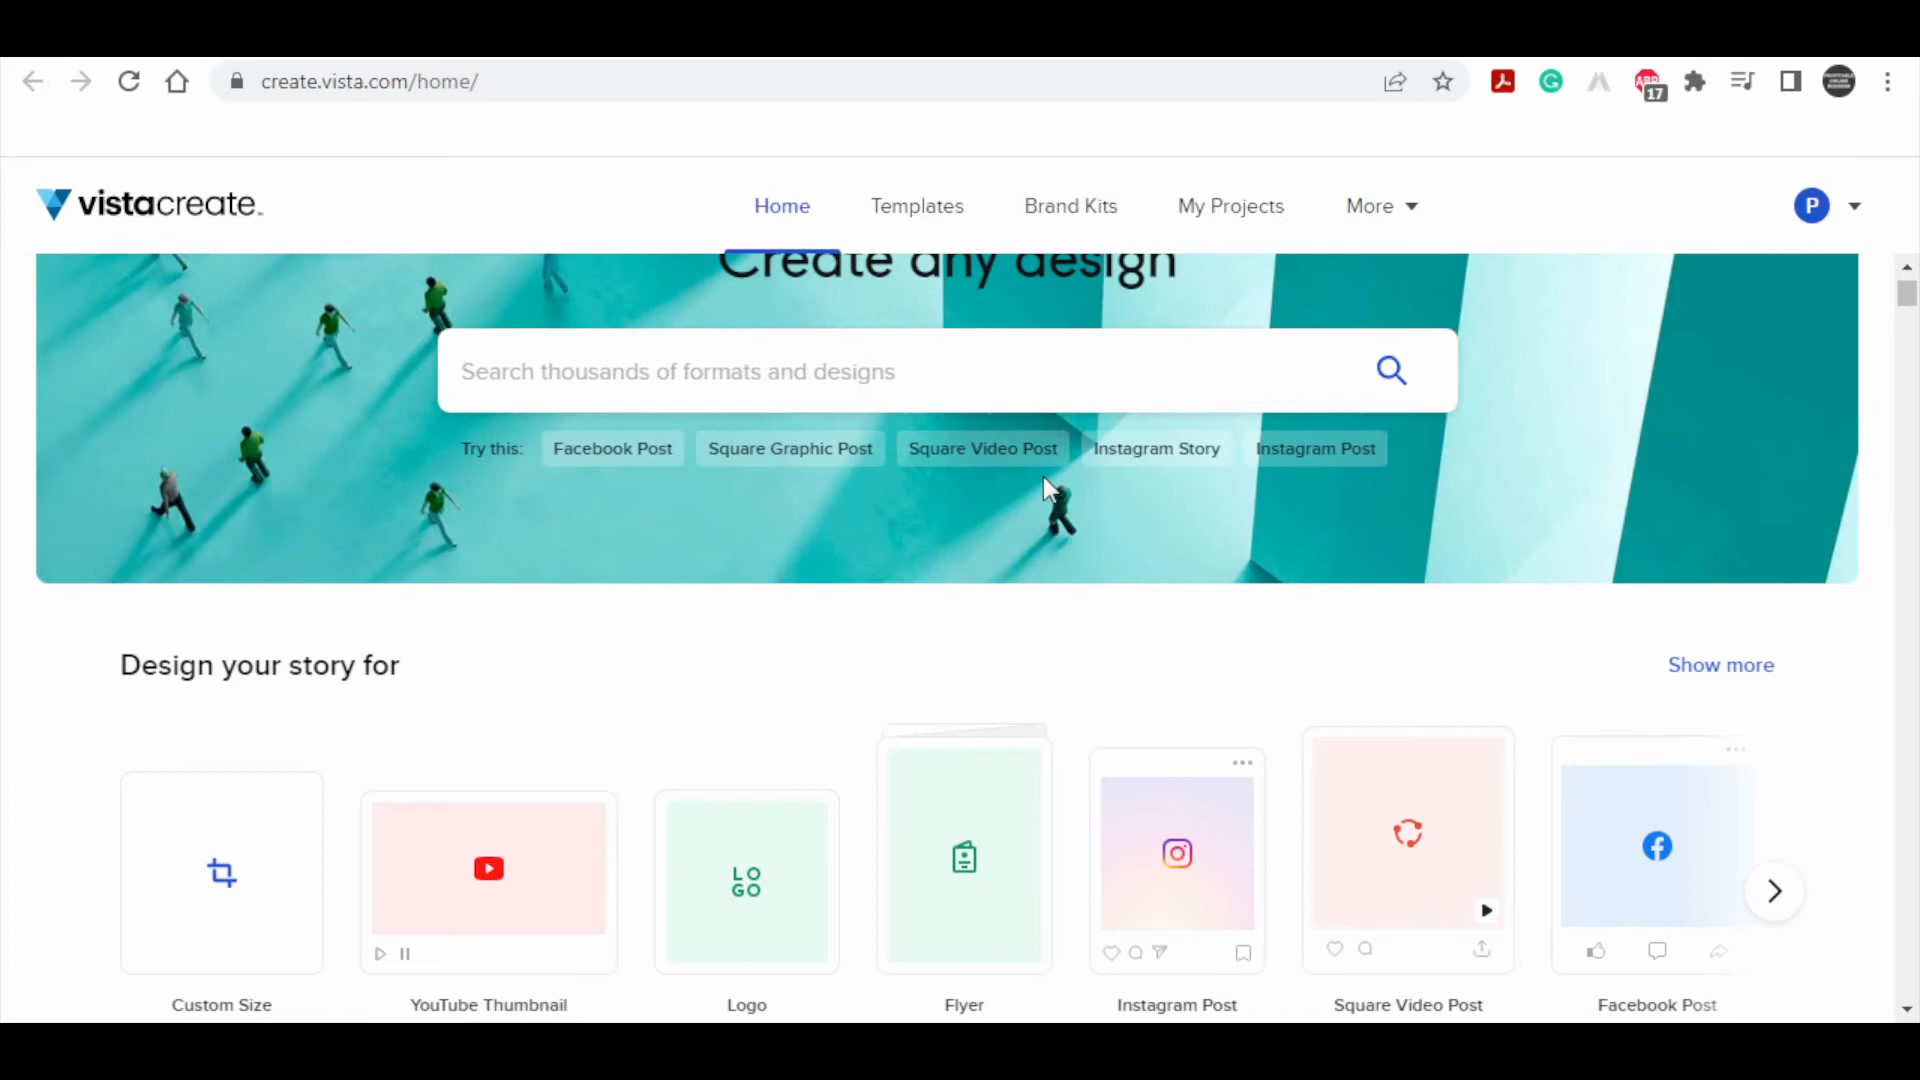 create.vista.com/home/
ABP
17
vistacreate
Home
Templates
Brand Kits
My Projects
More
P
Create any design
Search thousands of formats and designs
Try this:
Facebook Post
Square Graphic Post
Square Video Post
Instagram Story
Instagram Post
Design your story for
Show more
LO
GO
Custom Size
YouTube Thumbnail
Logo
Flyer
Instagram Post
Square Video Post
Facebook Post